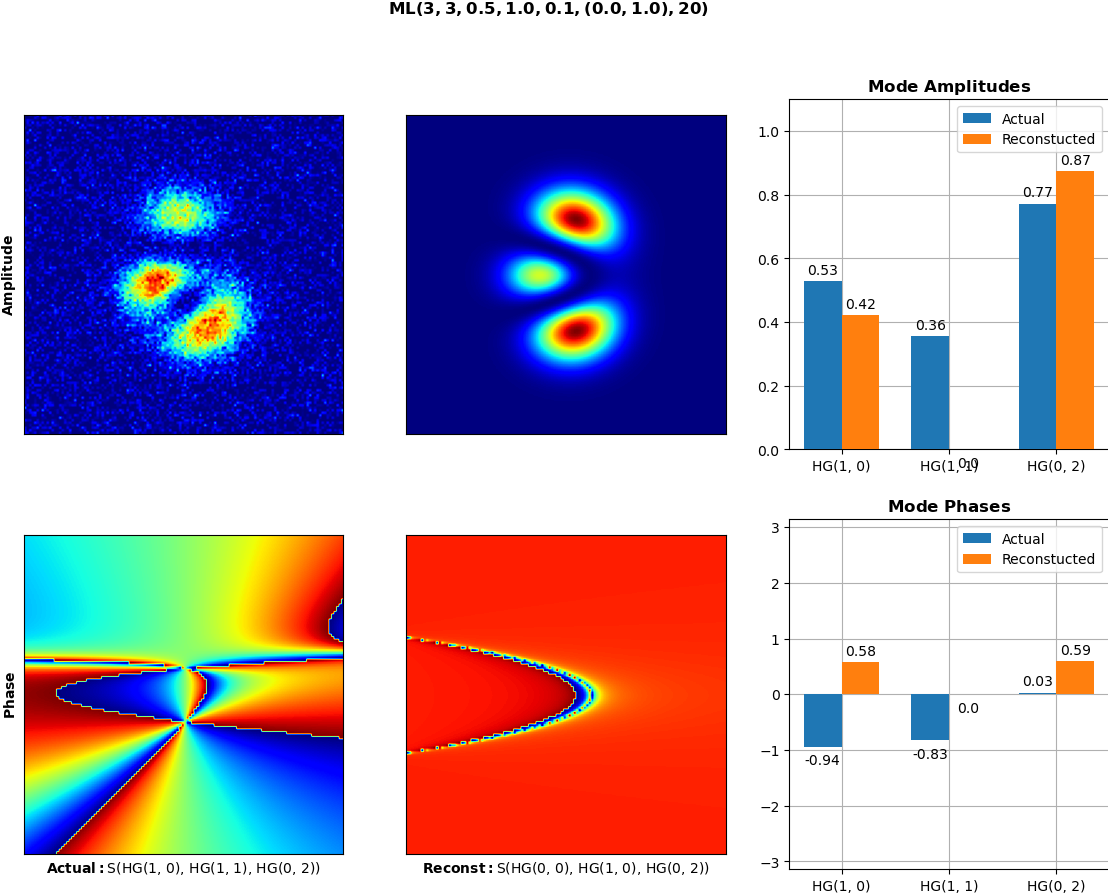 ML(3, 3, 0.5, 1.0, 0.1, (0.0, 1.0), 20)
Amplitude
Mode Amplitudes
Actual
Reconstucted
1.0
0.8
0.6
0.4
0.2
0.0
0.53
0.42
0.36
0.0
0.77
0.87
HG(1, 0)
HG(1, 1)
HG(0, 2)
Phase
Actual: S(HG(1, 0), HG(1, 1), HG(0, 2))
Reconst: S(HG(0, 0), HG(1, 0), HG(0, 2))
Mode Phases
Actual
Reconstucted
3
2
1
0
−1
−2
−3
-0.94
0.58
-0.83
0.0
0.03
0.59
HG(1, 0)
HG(1, 1)
HG(0, 2)